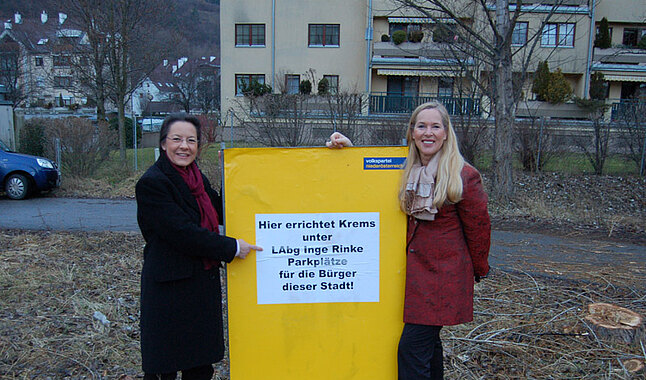 volkspartei
niederösterreich
Hier errichtet Krems
unter
LAbg Inge Rinke
Parkplätze
für die Bürger
dieser Stadt!